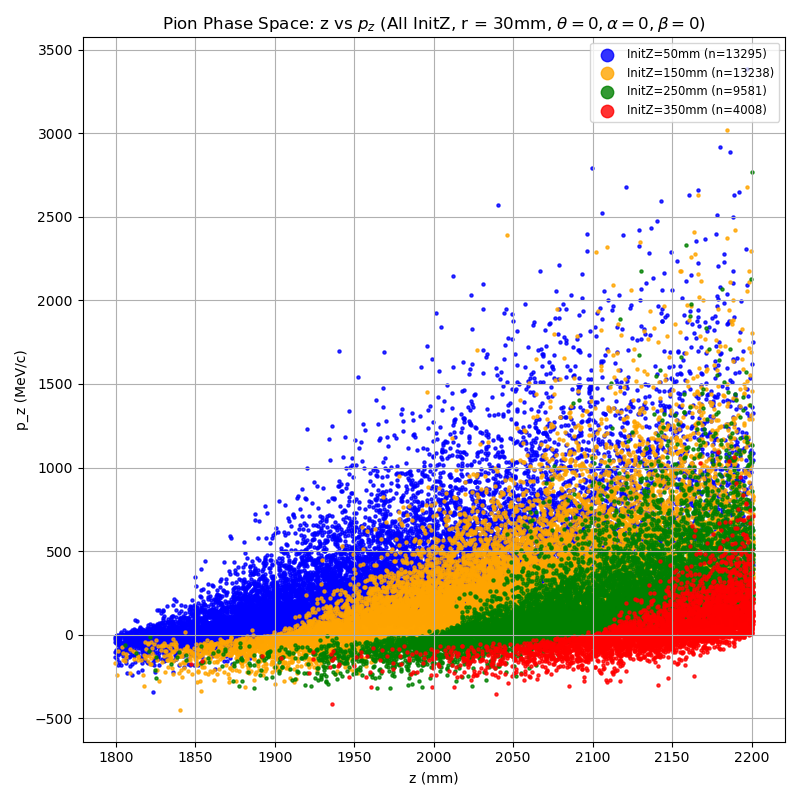 Pion Phase Space: z vs p_z (All InitZ, r = 30mm, θ = 0, α = 0, β = 0)
InitZ=50mm (n=13295)
InitZ=150mm (n=13238)
InitZ=250mm (n=9581)
InitZ=350mm (n=4008)
3500
3000
2500
2000
1500
1000
500
0
−500
p_z (MeV/c)
1800 1850 1900 1950 2000 2050 2100 2150 2200
z (mm)